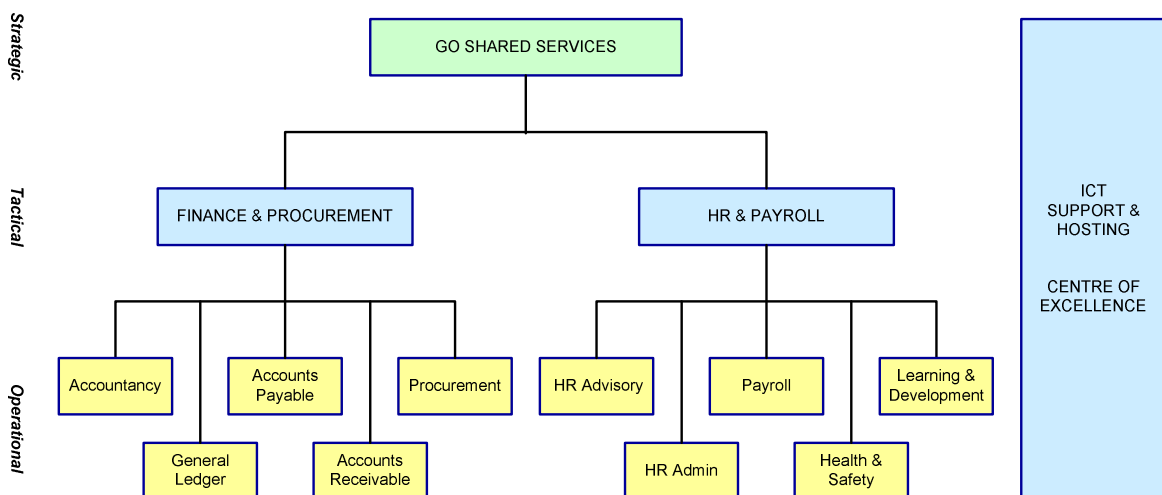 Strategic
GO SHARED SERVICES
Tactical
FINANCE & PROCUREMENT
HR & PAYROLL
ICT
SUPPORT &
HOSTING
CENTRE OF
EXCELLENCE
Operational
Accountancy
Accounts
Payable
Procurement
HR Advisory
Payroll
Learning &
Development
General
Ledger
Accounts
Receivable
HR Admin
Health &
Safety